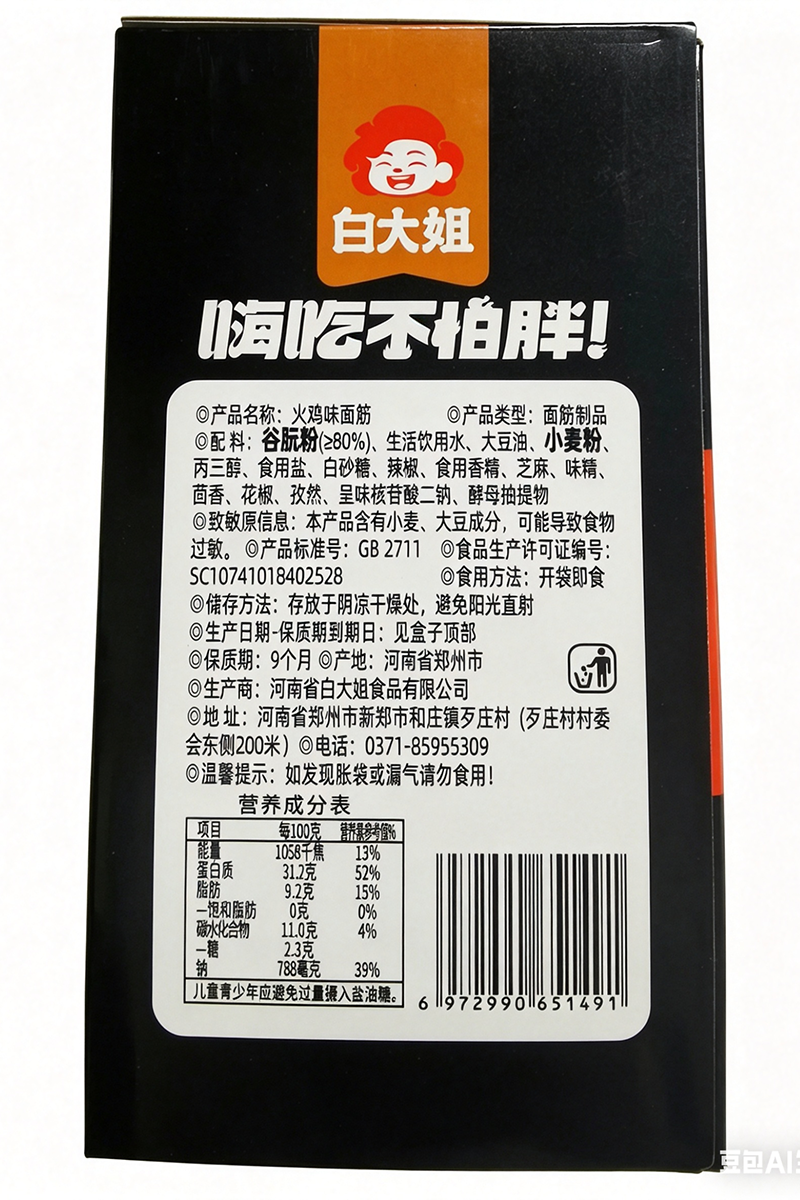 白大姐
嗨吃不怕胖!
◎产品名称：火鸡味面筋 ◎产品类型：面筋制品
◎配料：谷朊粉(≥80%)、生活饮用水、大豆油、小麦粉、
丙三醇、食用盐、白砂糖、辣椒、食用香精、芝麻、味精、
茴香、花椒、孜然、呈味核苷酸二钠、酵母抽提物
◎致敏原信息：本产品含有小麦、大豆成分，可能导致食物
过敏。◎产品标准号：GB 2711 ◎食品生产许可证编号：
SC10741018402528 ◎食用方法：开袋即食
◎储存方法：存放于阴凉干燥处，避免阳光直射
◎生产日期-保质期到期日：见盒子顶部
◎保质期：9个月 ◎产地：河南省郑州市
◎生产商：河南省白大姐食品有限公司
◎地址：河南省郑州市新郑市和庄镇歹庄村（歹庄村村委
会东侧200米）◎电话：0371-85955309
◎温馨提示：如发现胀袋或漏气请勿食用!
营养成分表
项目 每100克 营养素参考值%
能量 1058千焦 13%
蛋白质 31.2克 52%
脂肪 9.2克 15%
—饱和脂肪 0克 0%
碳水化合物 11.0克 4%
—糖 2.3克
钠 788毫克 39%
儿童青少年应避免过量摄入盐油糖。
6 972990 651491
豆包AI